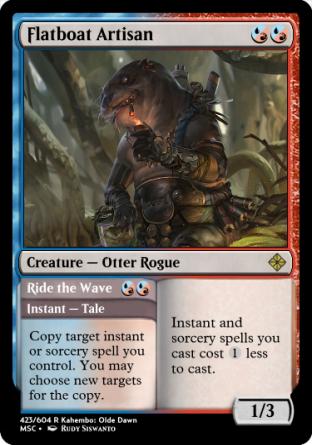 Flatboat Artisan
Creature — Otter Rogue
Ride the Wave
Instant — Tale
Copy target instant
or sorcery spell you
control. You may
choose new targets
for the copy.
Instant and
sorcery spells you
cast cost 1 less
to cast.
1/3
423/604 R Kahembo: Olde Dawn
MSC • Rudy Siswanto